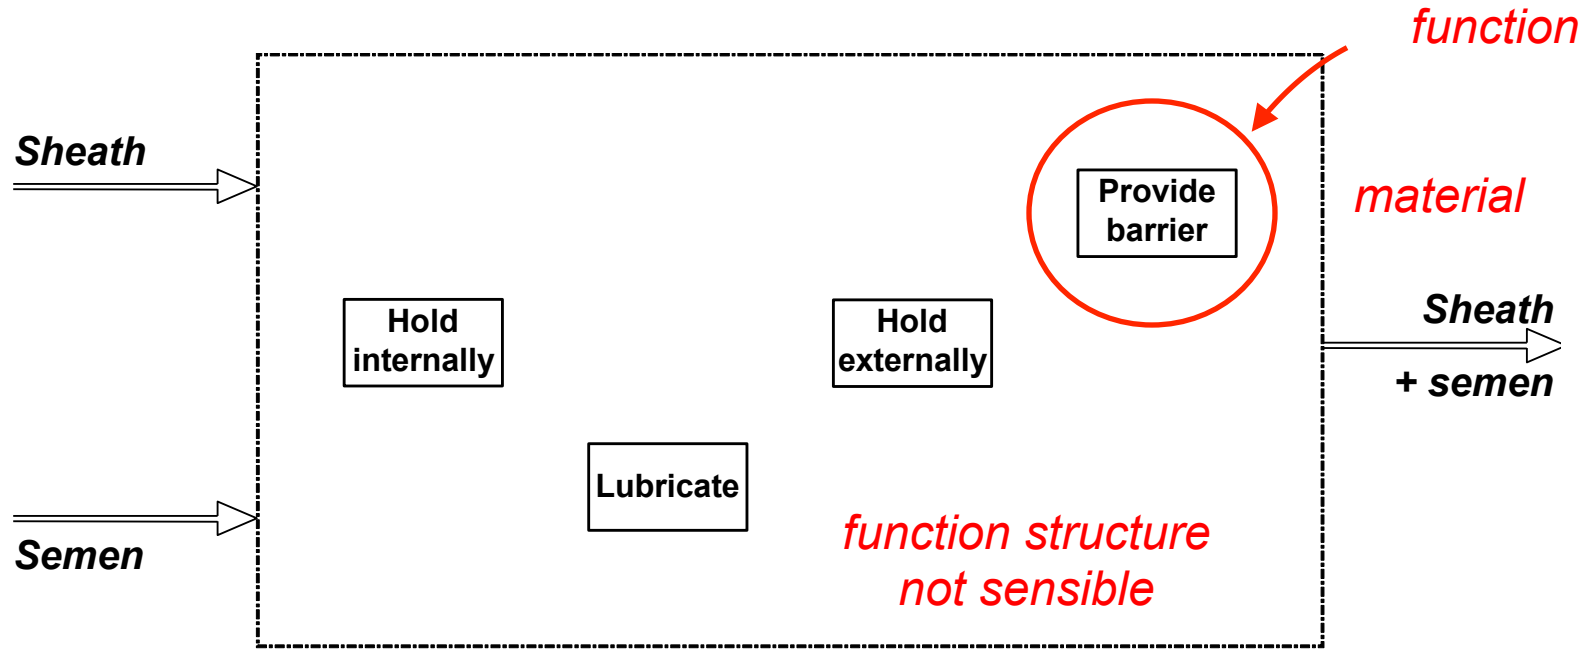 function
Sheath
Provide
barrier
material
Hold
internally
Hold
externally
Sheath
+ semen
Lubricate
Semen
function structure
not sensible